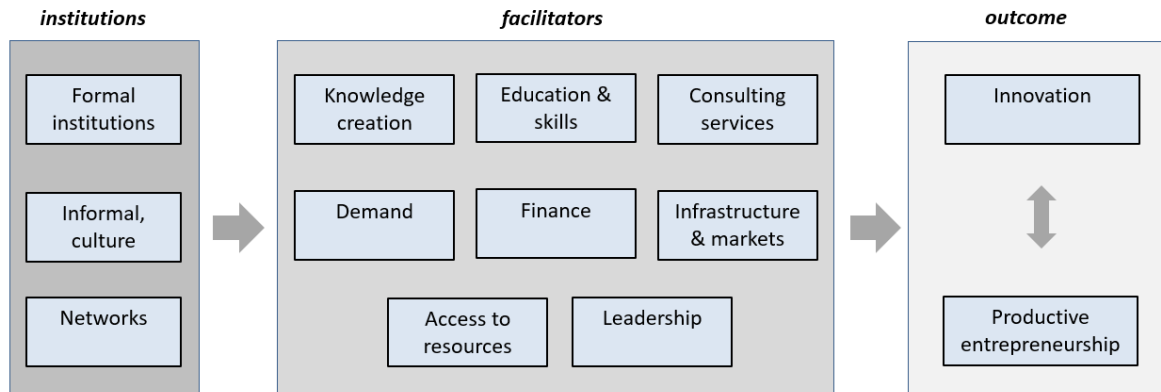 institutions
facilitators
outcome
Formal
institutions
Informal,
culture
Networks
Knowledge
creation
Education &
skills
Consulting
services
Demand
Finance
Infrastructure
& markets
Access to
resources
Leadership
Innovation
Productive
entrepreneurship